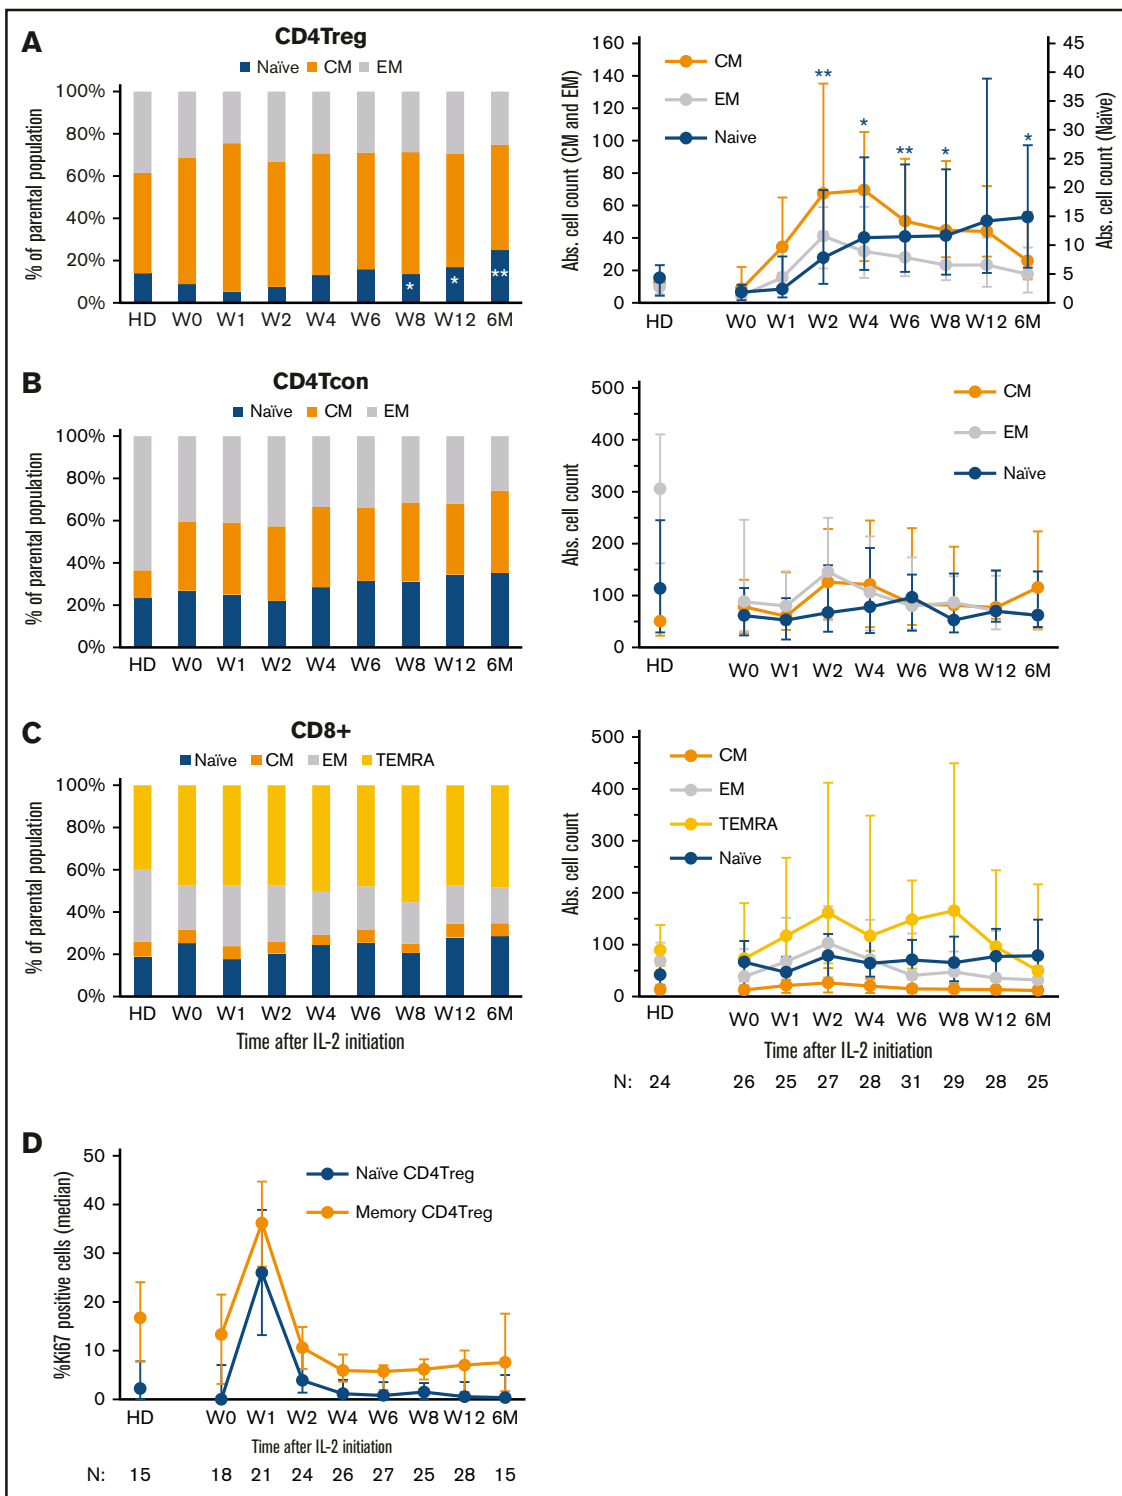 A
CD4Treg
Naïve CM EM
% of parental population
100%
80%
60%
40%
20%
0%
* * **
HD W0 W1 W2 W4 W6 W8 W12 6M
Abs. cell count (CM and EM)
160
140
120
100
80
60
40
20
0
CM
EM
Naive
** * ** * *
45
40
35
30
25
20
15
10
5
0
Abs. cell count (Naïve)
HD W0 W1 W2 W4 W6 W8 W12 6M
B
CD4Tcon
Naïve CM EM
% of parental population
100%
80%
60%
40%
20%
0%
HD W0 W1 W2 W4 W6 W8 W12 6M
Abs. cell count
500
400
300
200
100
0
CM
EM
Naïve
HD W0 W1 W2 W4 W6 W8 W12 6M
C
CD8+
Naïve CM EM TEMRA
% of parental population
100%
80%
60%
40%
20%
0%
HD W0 W1 W2 W4 W6 W8 W12 6M
Time after IL-2 initiation
Abs. cell count
500
400
300
200
100
0
CM
EM
TEMRA
Naïve
HD W0 W1 W2 W4 W6 W8 W12 6M
Time after IL-2 initiation
N: 24 26 25 27 28 31 29 28 25
D
%Ki67 positive cells (median)
50
40
30
20
10
0
Naïve CD4Treg
Memory CD4Treg
HD W0 W1 W2 W4 W6 W8 W12 6M
Time after IL-2 initiation
N: 15 18 21 24 26 27 25 28 15